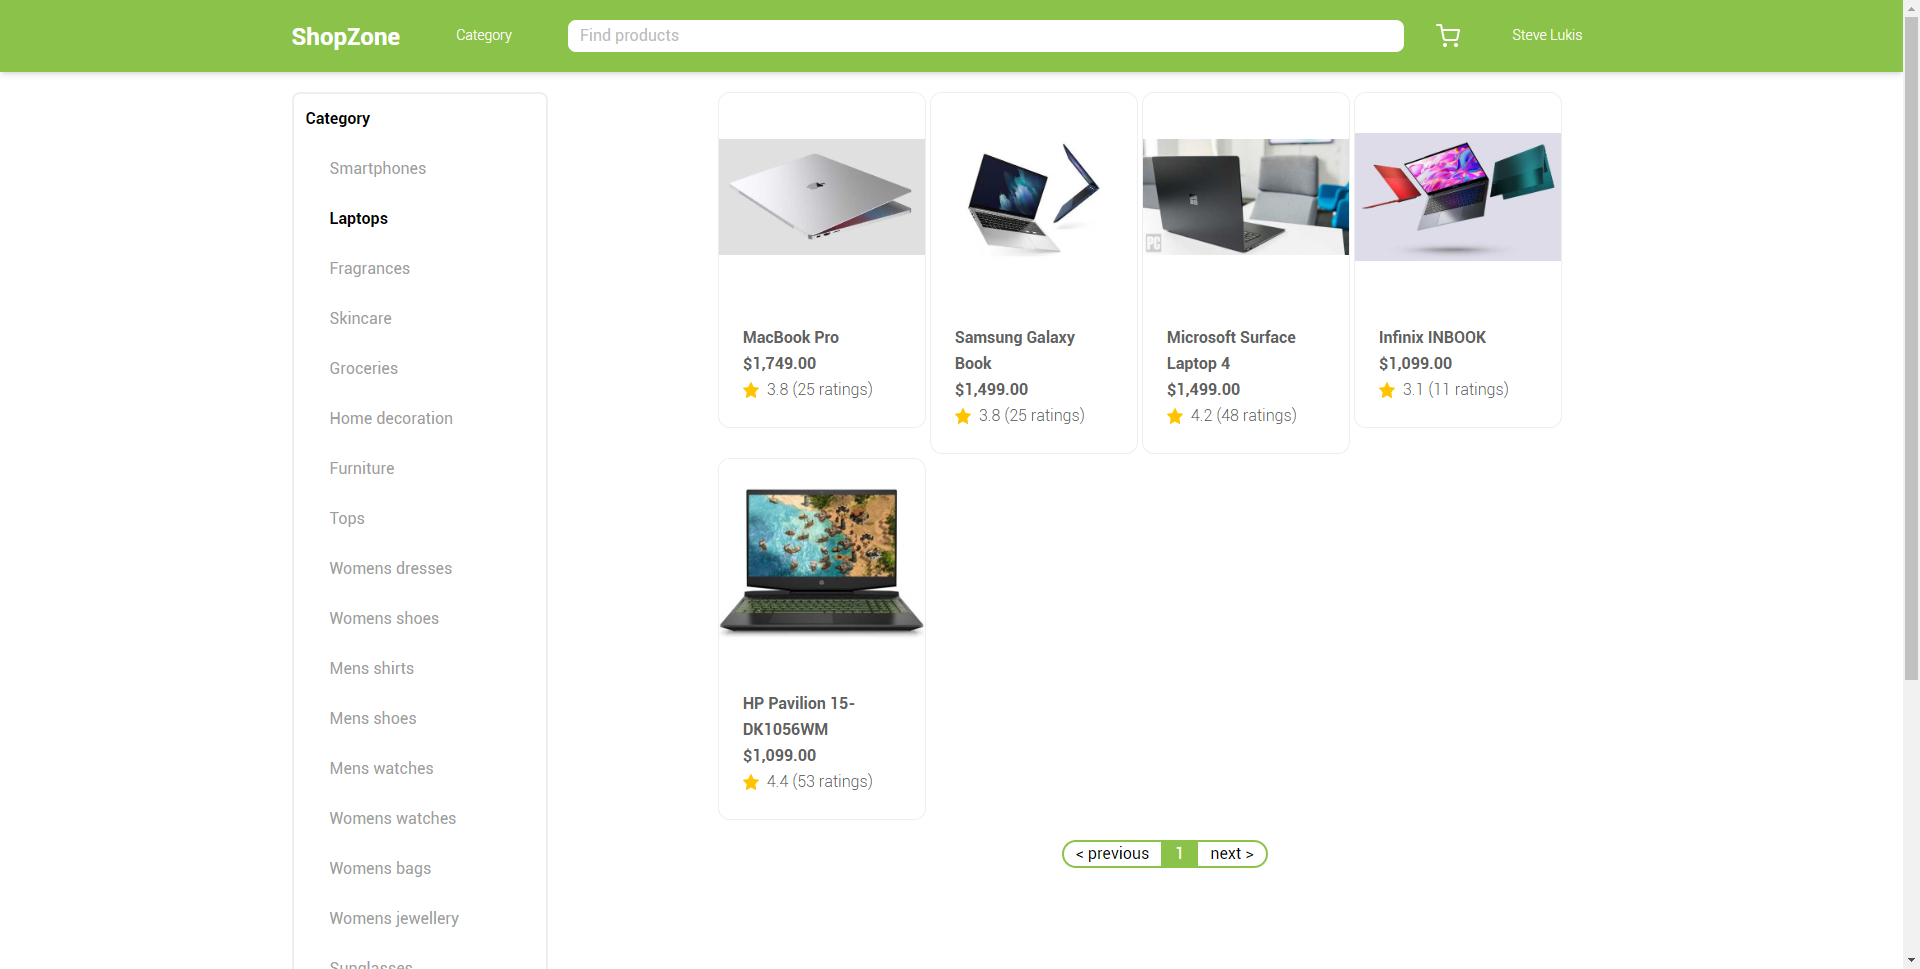 ShopZone
Category
Find products
Steve Lukis
Category
Smartphones
Laptops
Fragrances
Skincare
Groceries
Home decoration
Furniture
Tops
Womens dresses
Womens shoes
Mens shirts
Mens shoes
Mens watches
Womens watches
Womens bags
Womens jewellery
Sunglasses
MacBook Pro
$1,749.00
3.8 (25 ratings)
Samsung Galaxy
Book
$1,499.00
3.8 (25 ratings)
PC
Microsoft Surface
Laptop 4
$1,499.00
4.2 (48 ratings)
Infinix INBOOK
$1,099.00
3.1 (11 ratings)
HP Pavilion 15-
DK1056WM
$1,099.00
4.4 (53 ratings)
< previous 1 next >